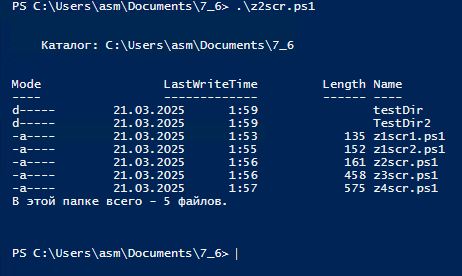 PS C:\Users\asm\Documents\7_6> .\z2scr.ps1
Каталог: C:\Users\asm\Documents\7_6
Mode LastWriteTime Length Name
---- ------------- ------ ----
d----- 21.03.2025 1:59 testDir
d----- 21.03.2025 1:59 TestDir2
-a---- 21.03.2025 1:53 135 z1scr1.ps1
-a---- 21.03.2025 1:55 152 z1scr2.ps1
-a---- 21.03.2025 1:56 161 z2scr.ps1
-a---- 21.03.2025 1:56 458 z3scr.ps1
-a---- 21.03.2025 1:57 575 z4scr.ps1
В этой папке всего - 5 файлов.
PS C:\Users\asm\Documents\7_6>